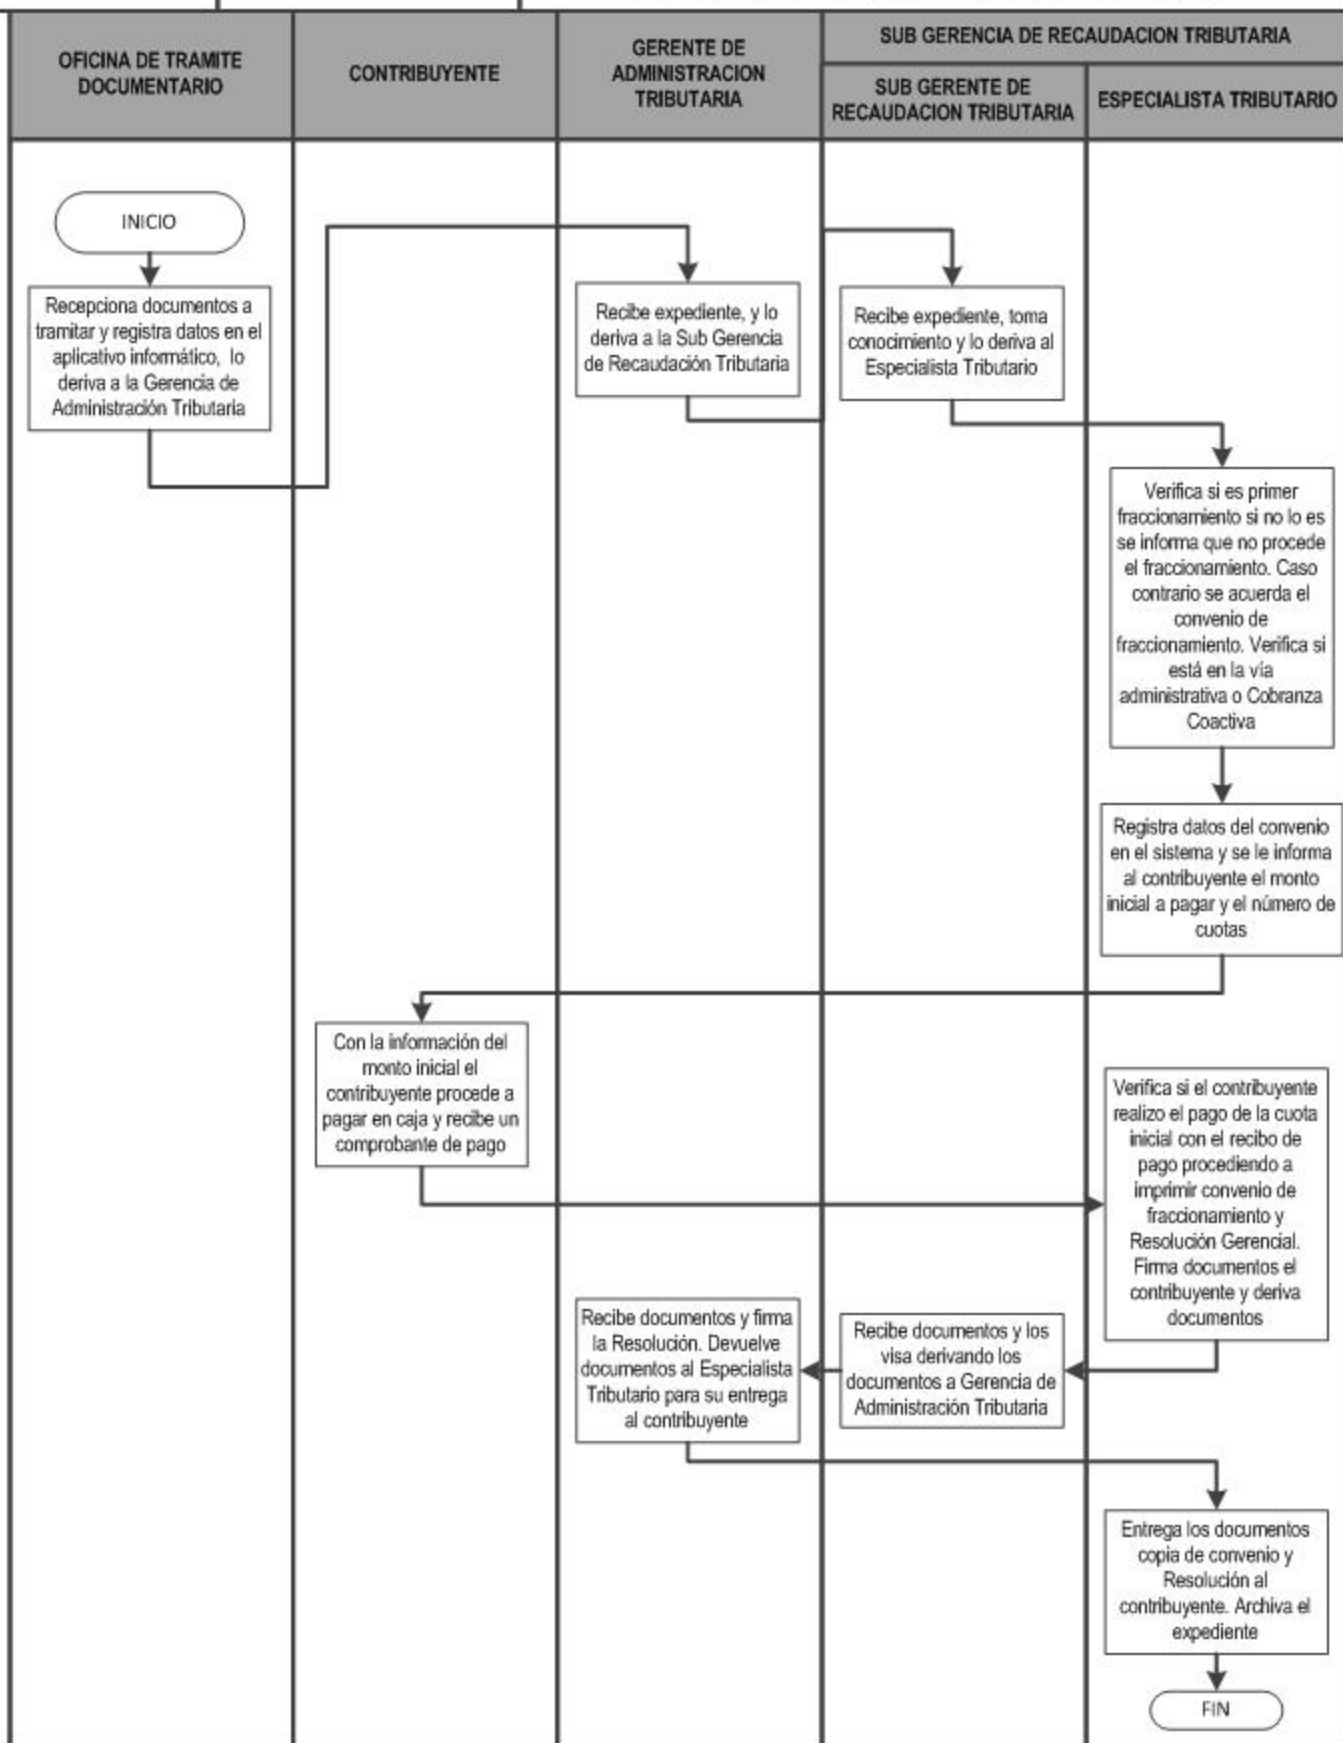 OFICINA DE TRAMITE
DOCUMENTARIO
CONTRIBUYENTE
GERENTE DE
ADMINISTRACION
TRIBUTARIA
SUB GERENCIA DE RECAUDACION TRIBUTARIA
SUB GERENTE DE
RECAUDACION TRIBUTARIA
ESPECIALISTA TRIBUTARIO
INICIO
Recepciona documentos a
tramitar y registra datos en el
aplicativo informático, lo
deriva a la Gerencia de
Administración Tributaria
Recibe expediente, y lo
deriva a la Sub Gerencia
de Recaudación Tributaria
Recibe expediente, toma
conocimiento y lo deriva al
Especialista Tributario
Verifica si es primer
fraccionamiento si no lo es
se informa que no procede
el fraccionamiento. Caso
contrario se acuerda el
convenio de
fraccionamiento. Verifica si
está en la vía
administrativa o Cobranza
Coactiva
Registra datos del convenio
en el sistema y se le informa
al contribuyente el monto
inicial a pagar y el número de
cuotas
Con la información del
monto inicial el
contribuyente procede a
pagar en caja y recibe un
comprobante de pago
Verifica si el contribuyente
realizo el pago de la cuota
inicial con el recibo de
pago procediendo a
imprimir convenio de
fraccionamiento y
Resolución Gerencial.
Firma documentos el
contribuyente y deriva
documentos
Recibe documentos y los
visa derivando los
documentos a Gerencia de
Administración Tributaria
Recibe documentos y firma
la Resolución. Devuelve
documentos al Especialista
Tributario para su entrega
al contribuyente
Entrega los documentos
copia de convenio y
Resolución al
contribuyente. Archiva el
expediente
FIN